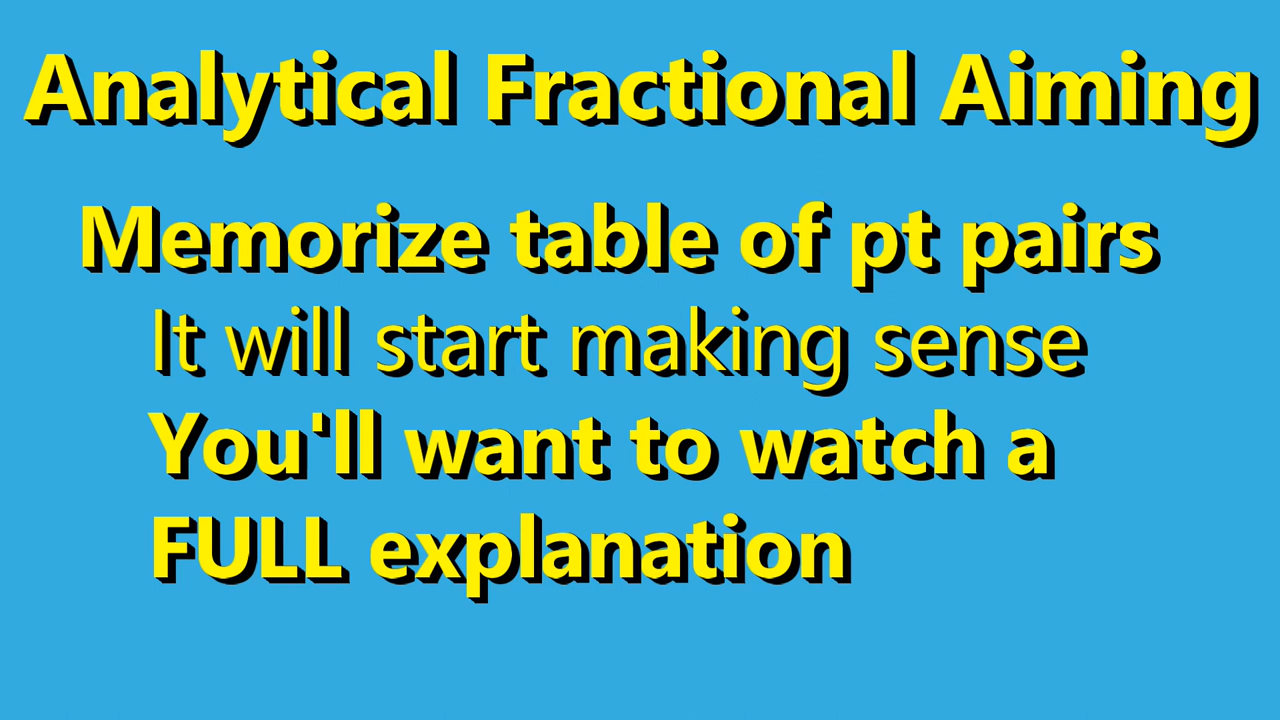 Analytical Fractional Aiming
Memorize table of pt pairs
It will start making sense
You'll want to watch a
FULL explanation